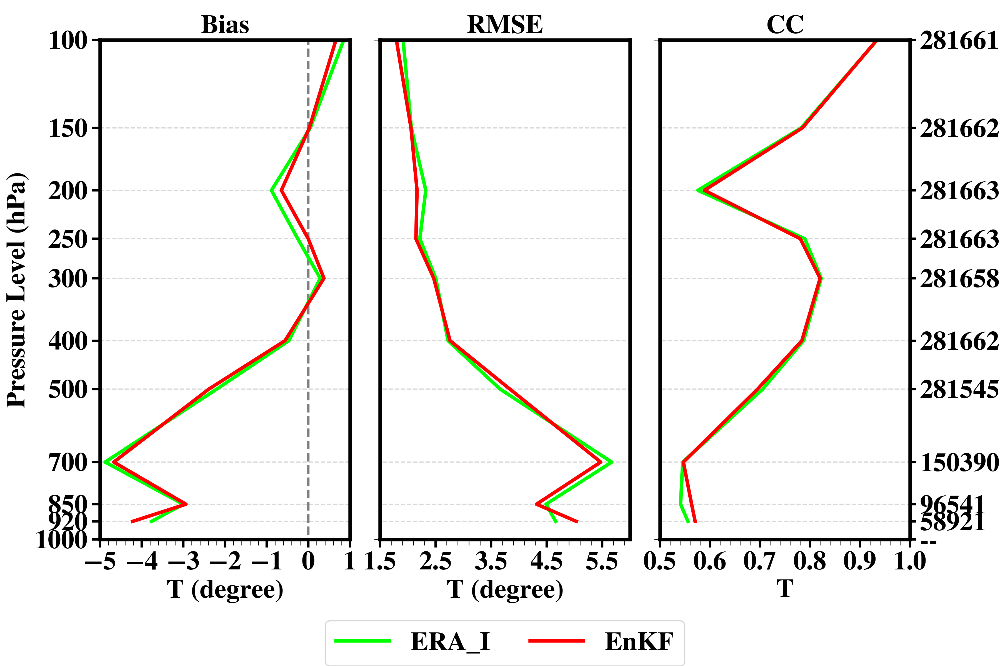 Bias RMSE CC
Pressure Level (hPa)
100 281661
150 281662
200 281663
250 281663
300 281658
400 281662
500 281545
700 150390
850 96541
920 58921
1000 --
−5 −4 −3 −2 −1 0 1 1.5 2.5 3.5 4.5 5.5 0.5 0.6 0.7 0.8 0.9 1.0
T (degree) T (degree) T
ERA_I EnKF